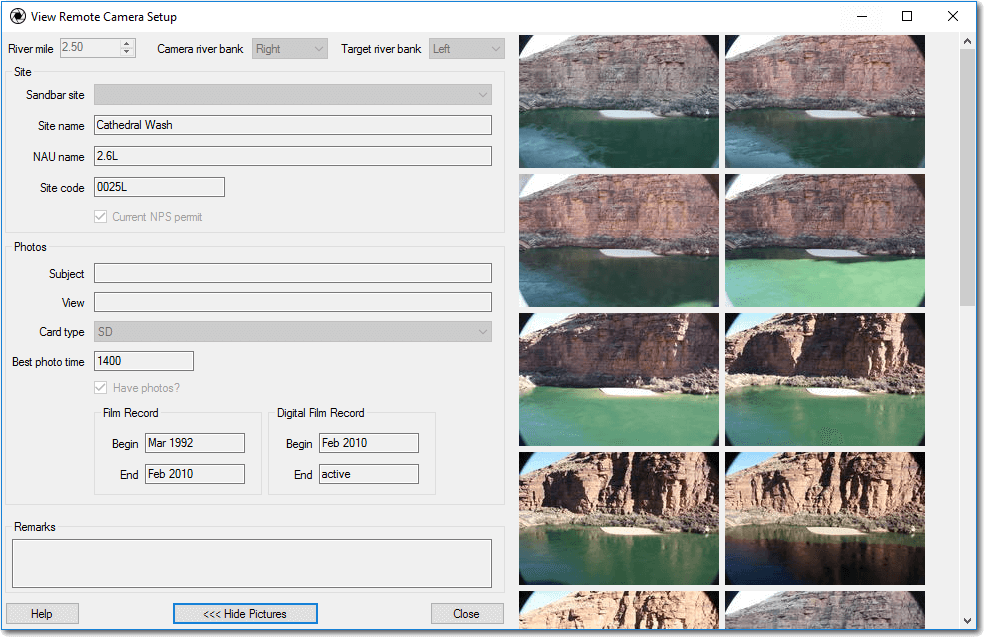 View Remote Camera Setup
River mile 2.50 Camera river bank Right Target river bank Left
Site
Sandbar site
Site name Cathedral Wash
NAU name 2.6L
Site code 0025L
Current NPS permit
Photos
Subject
View
Card type SD
Best photo time 1400
Have photos?
Film Record Digital Film Record
Begin Mar 1992 Begin Feb 2010
End Feb 2010 End active
Remarks
Help <<< Hide Pictures Close